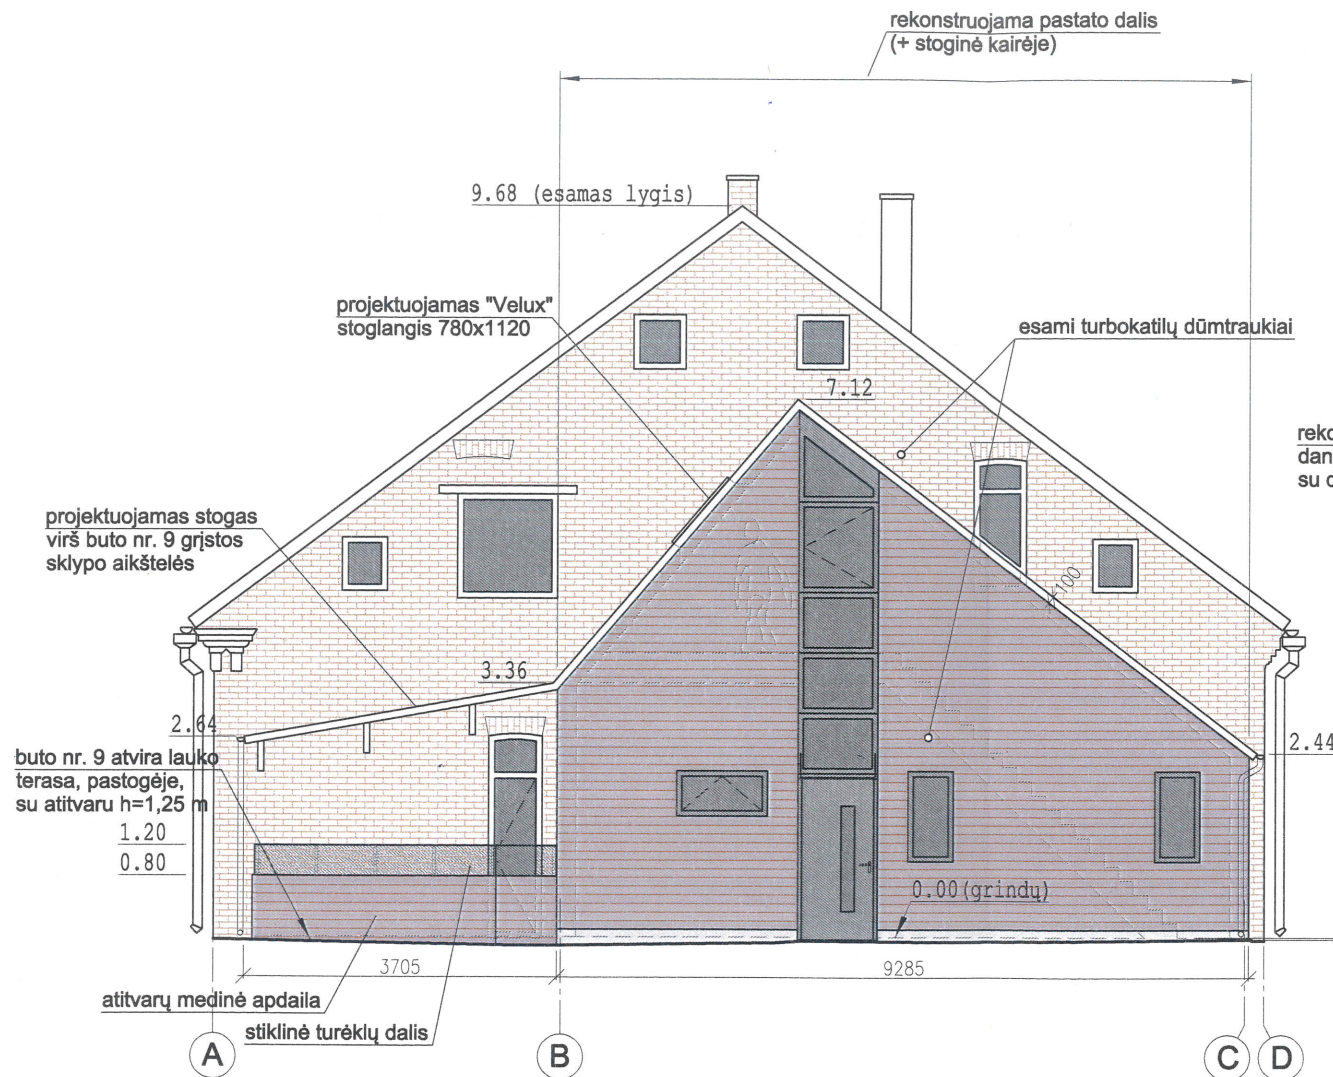 rekonstruojama pastato dalis
(+ stoginė kairėje)
9.68 (esamas lygis)
projektuojamas "Velux"
stoglangis 780x1120
esami turbokatilų dūmtraukiai
7.12
reko
dan
su d
projektuojamas stogas
virš buto nr. 9 grįstos
sklypo aikštelės
100
3.36
2.64
2.44
buto nr. 9 atvira lauko
terasa, pastogėje,
su atitvaru h=1,25 m
1.20
0.80
0.00(grindų)
3705
9285
atitvarų medinė apdaila
stiklinė turėklų dalis
A
B
C
D